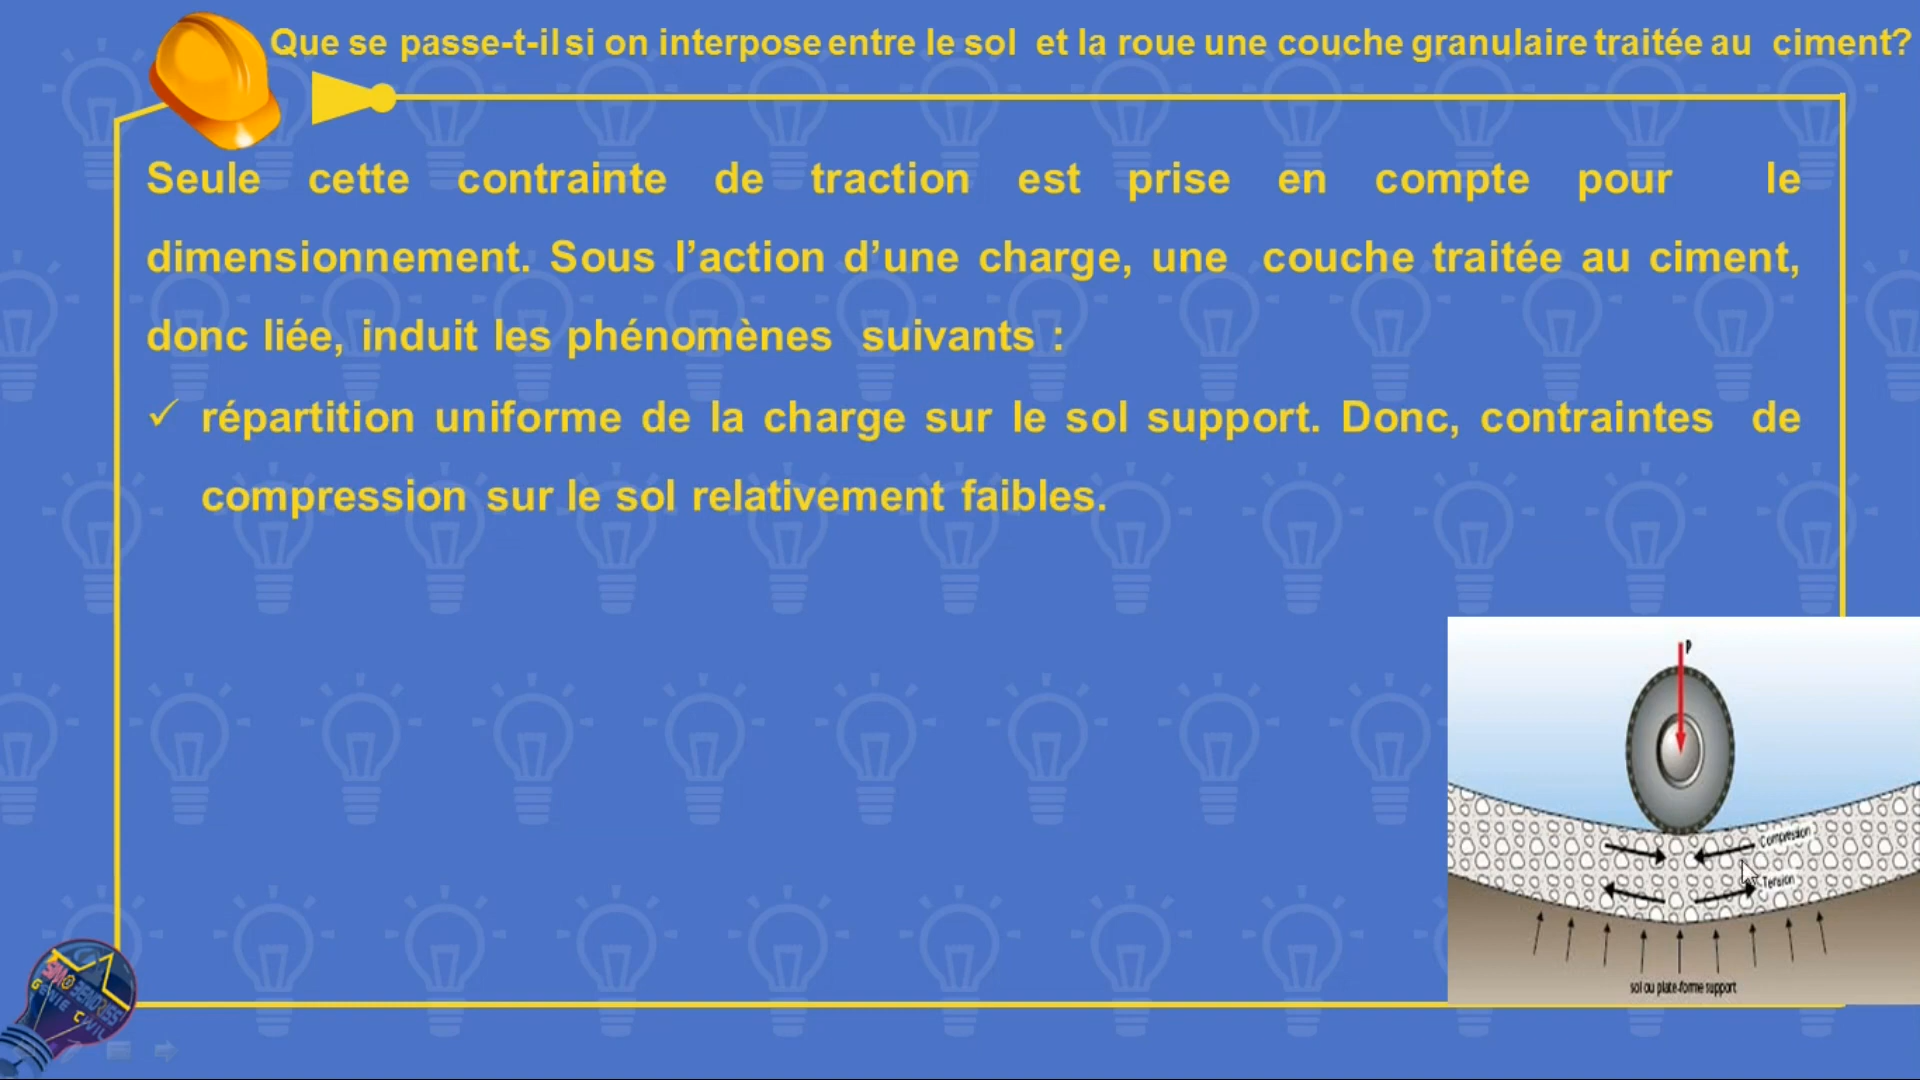 Que se passe-t-il si on interpose entre le sol et la roue une couche granulaire traitée au ciment?
Seule cette contrainte de traction est prise en compte pour le
dimensionnement. Sous l’action d’une charge, une couche traitée au ciment,
donc liée, induit les phénomènes suivants :
✓ répartition uniforme de la charge sur le sol support. Donc, contraintes de
compression sur le sol relativement faibles.
P
Compression
Tension
sol ou plate-forme support
GENIE CIVIL